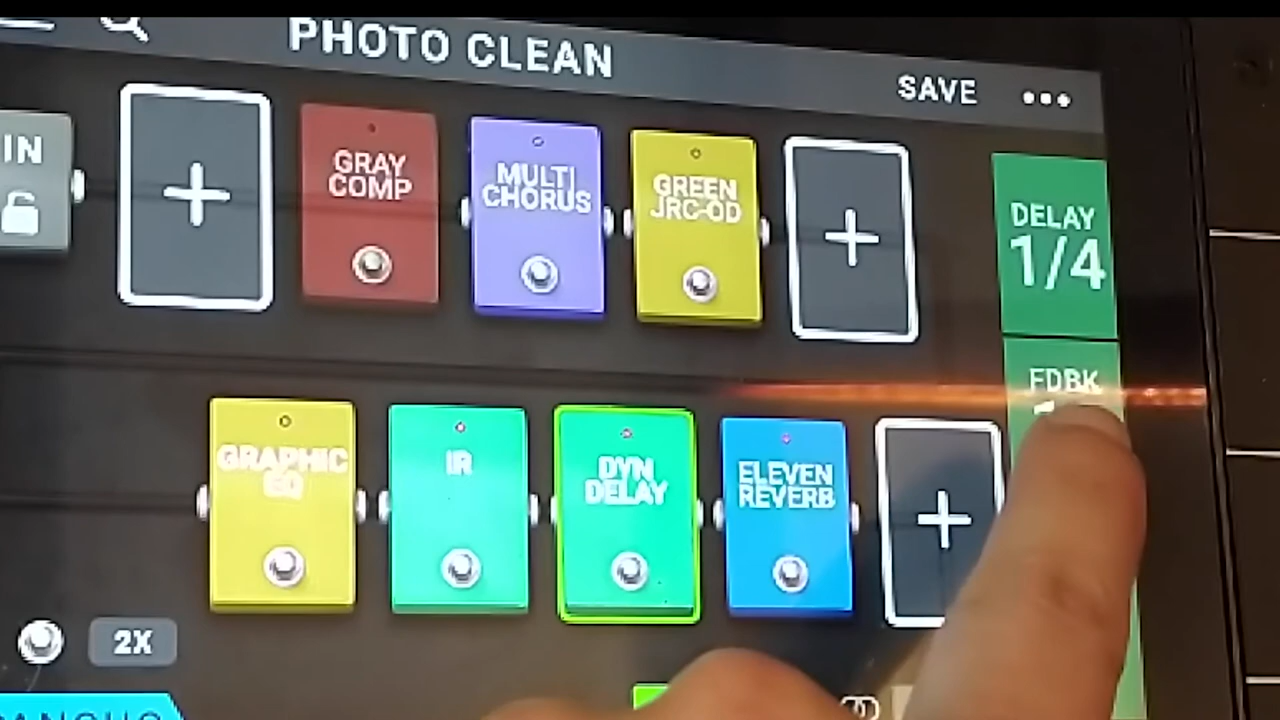 PHOTO CLEAN
SAVE
IN
GRAY
COMP
MULTI
CHORUS
GREEN
JRC-OD
DELAY
1/4
FDBK
GRAPHIC
EQ
IR
DYN
DELAY
ELEVEN
REVERB
2X